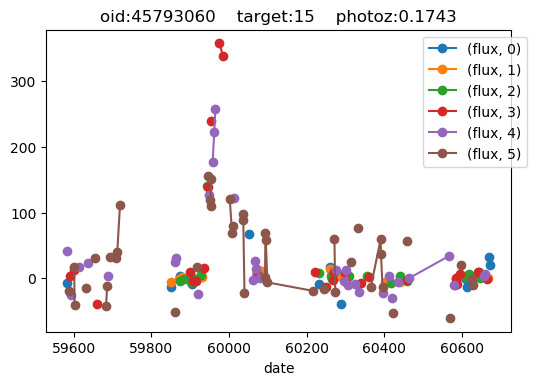 oid:45793060    target:15    photoz:0.1743
(flux, 0)
(flux, 1)
(flux, 2)
(flux, 3)
(flux, 4)
(flux, 5)
300
200
100
0
59600 59800 60000 60200 60400 60600
date